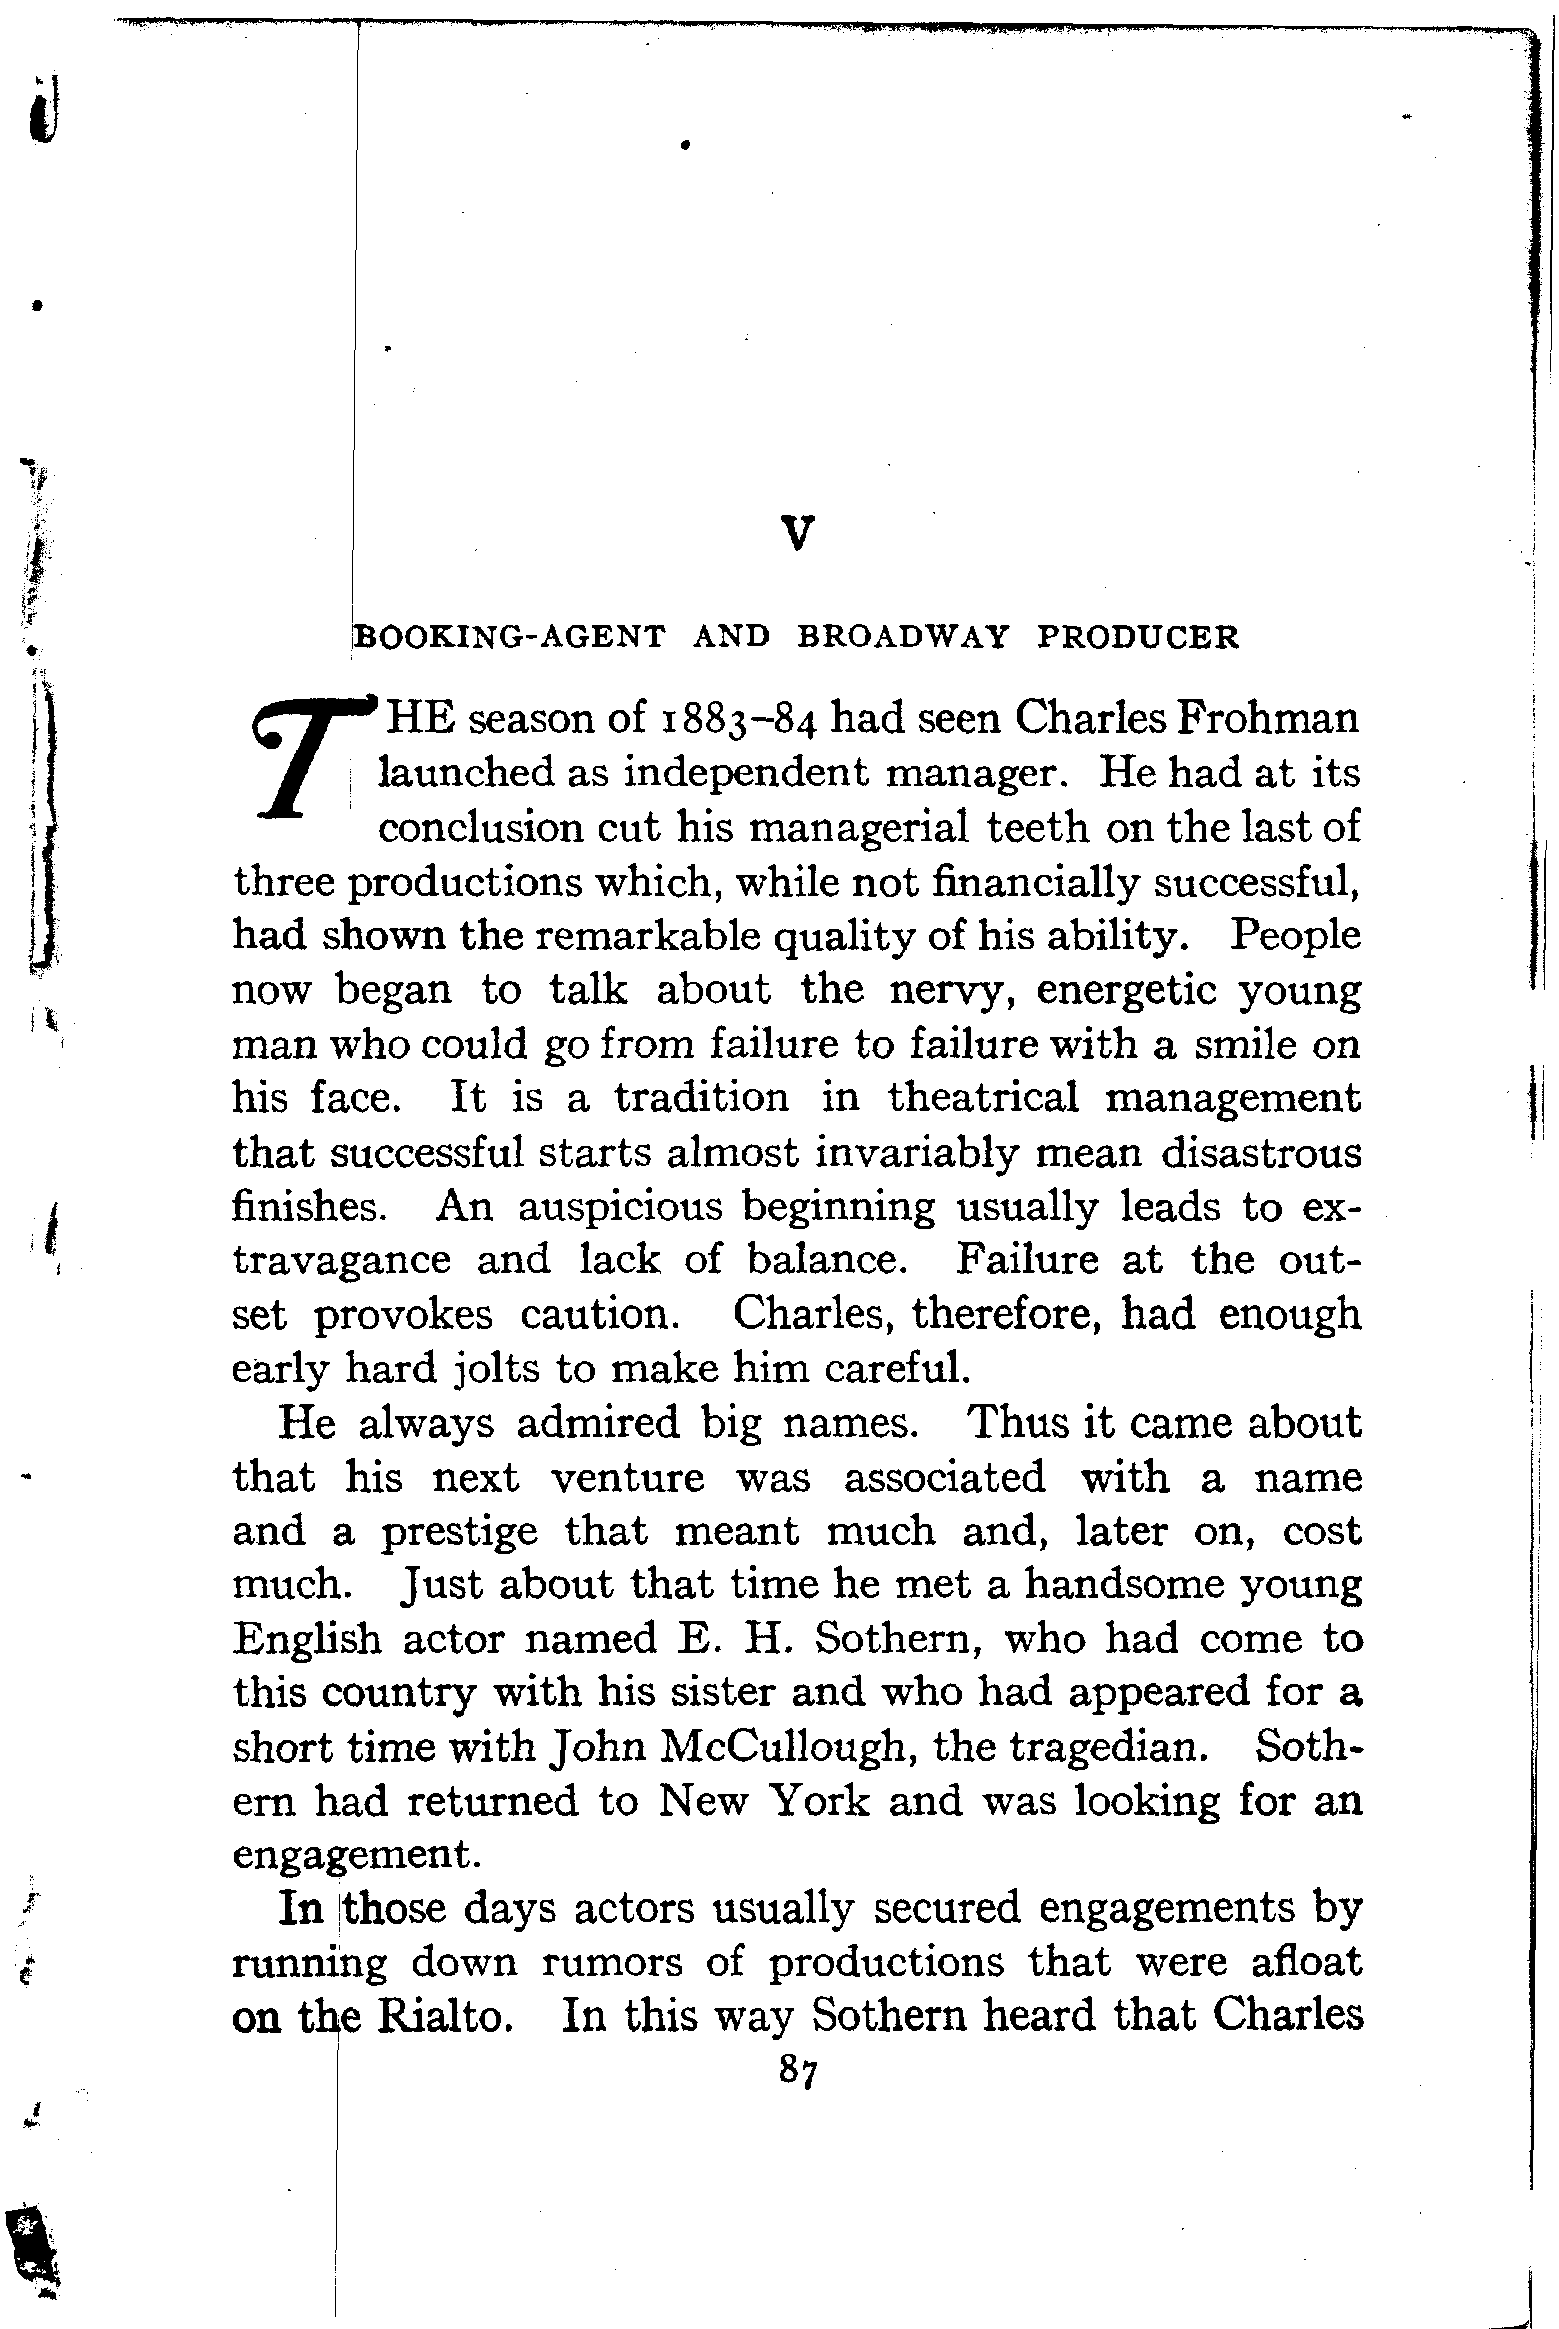 V
BOOKING-AGENT AND BROADWAY PRODUCER
THE season of 1883–84 had seen Charles Frohman
launched as independent manager. He had at its
conclusion cut his managerial teeth on the last of
three productions which, while not financially successful,
had shown the remarkable quality of his ability. People
now began to talk about the nervy, energetic young
man who could go from failure to failure with a smile on
his face. It is a tradition in theatrical management
that successful starts almost invariably mean disastrous
finishes. An auspicious beginning usually leads to ex-
travagance and lack of balance. Failure at the out-
set provokes caution. Charles, therefore, had enough
early hard jolts to make him careful.
He always admired big names. Thus it came about
that his next venture was associated with a name
and a prestige that meant much and, later on, cost
much. Just about that time he met a handsome young
English actor named E. H. Sothern, who had come to
this country with his sister and who had appeared for a
short time with John McCullough, the tragedian. Soth-
ern had returned to New York and was looking for an
engagement.
In those days actors usually secured engagements by
running down rumors of productions that were afloat
on the Rialto. In this way Sothern heard that Charles
87